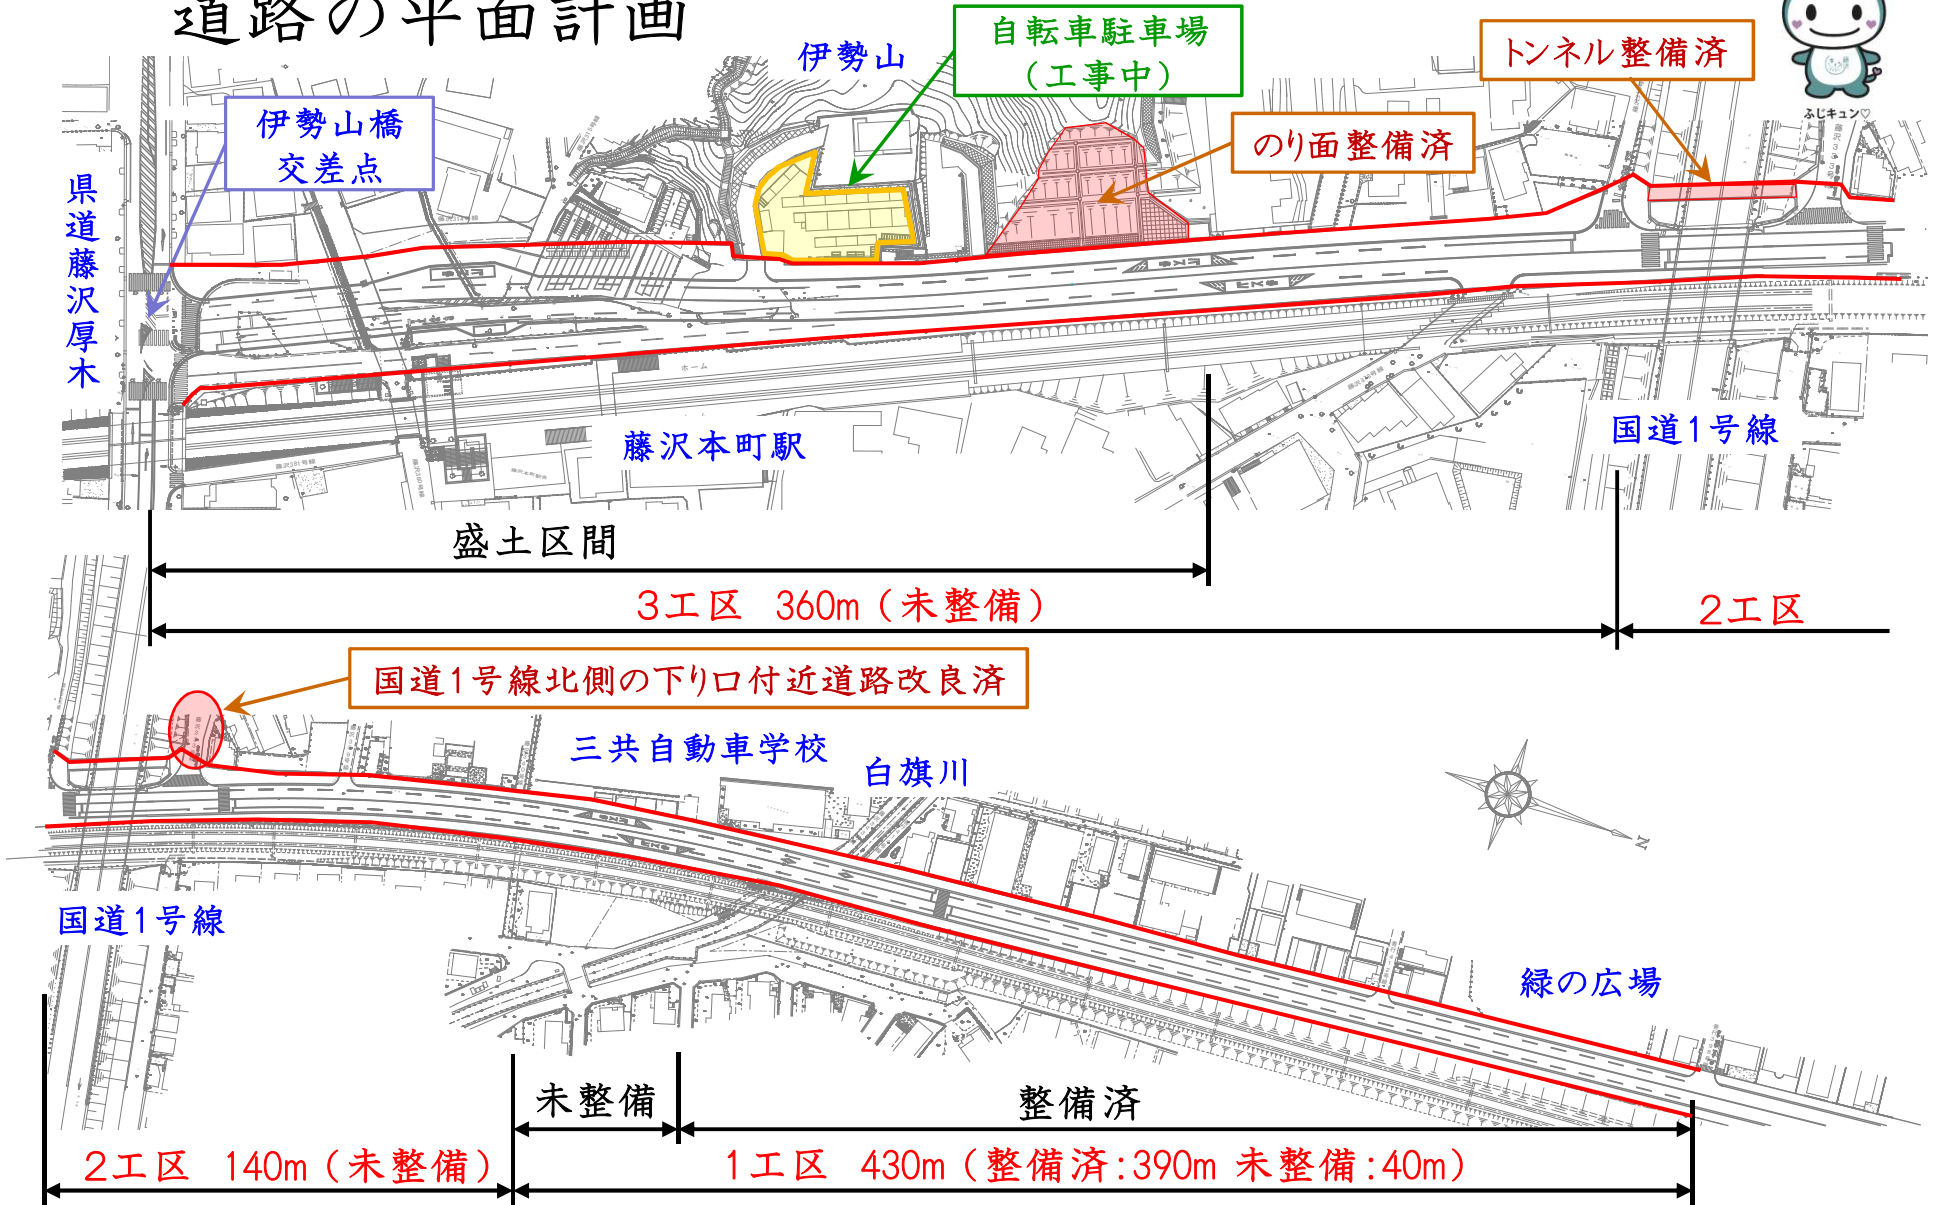 道路の平面計画
伊勢山
自転車駐車場
(工事中)
トンネル整備済
ふじキュン♡
伊勢山橋
交差点
のり面整備済
県道藤沢厚木
ホーム
藤沢本町駅
国道1号線
盛土区間
3工区 360m(未整備)
2工区
国道1号線北側の下り口付近道路改良済
三共自動車学校
白旗川
N
国道1号線
緑の広場
未整備
整備済
2工区 140m(未整備)
1工区 430m(整備済:390m 未整備:40m)